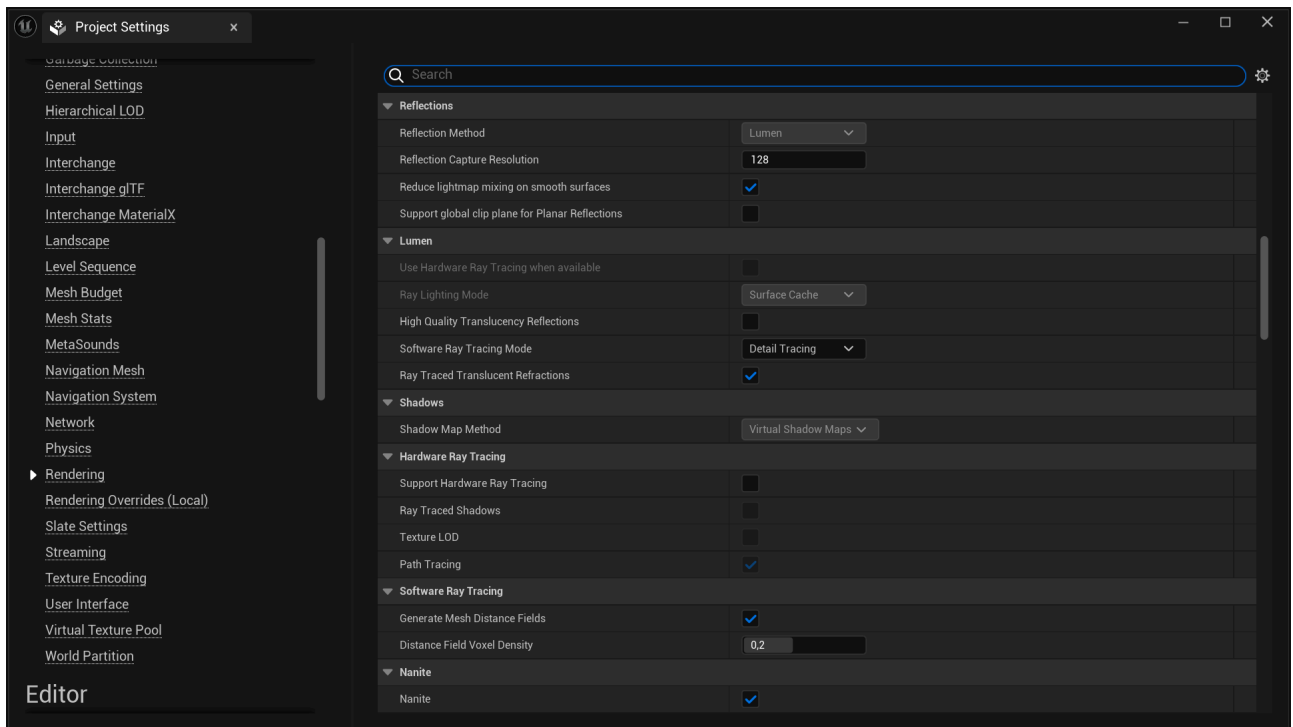 Project Settings
Garbage Collection
General Settings
Hierarchical LOD
Input
Interchange
Interchange glTF
Interchange MaterialX
Landscape
Level Sequence
Mesh Budget
Mesh Stats
MetaSounds
Navigation Mesh
Navigation System
Network
Physics
Rendering
Rendering Overrides (Local)
Slate Settings
Streaming
Texture Encoding
User Interface
Virtual Texture Pool
World Partition
Editor
Search
Reflections
Reflection Method Lumen
Reflection Capture Resolution 128
Reduce lightmap mixing on smooth surfaces
Support global clip plane for Planar Reflections
Lumen
Use Hardware Ray Tracing when available
Ray Lighting Mode Surface Cache
High Quality Translucency Reflections
Software Ray Tracing Mode Detail Tracing
Ray Traced Translucent Refractions
Shadows
Shadow Map Method Virtual Shadow Maps
Hardware Ray Tracing
Support Hardware Ray Tracing
Ray Traced Shadows
Texture LOD
Path Tracing
Software Ray Tracing
Generate Mesh Distance Fields
Distance Field Voxel Density 0,2
Nanite
Nanite